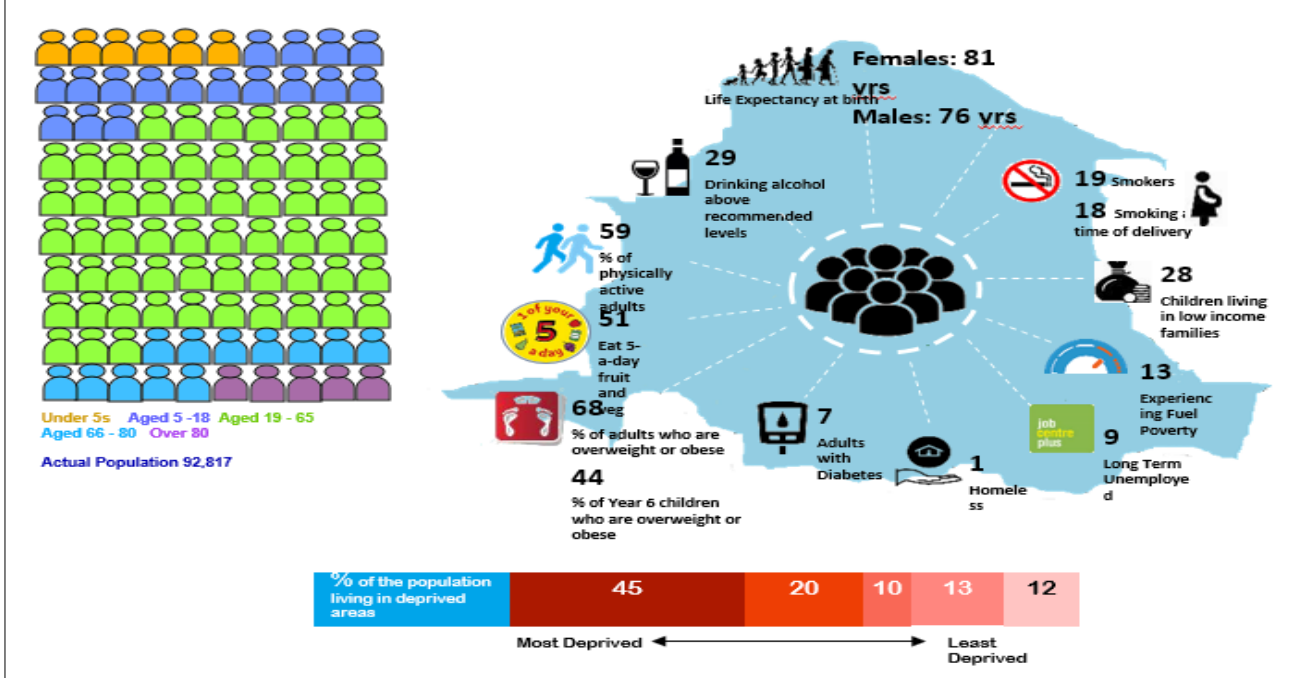 Females: 81
yrs
Life Expectancy at birth
Males: 76 yrs
29
Drinking alcohol
above
recommended
levels
19 Smokers
18 Smoking
time of delivery
59
% of
physically
active
adults
28
Children living
in low income
families
1 of your
5
a day
51
Eat 5-
a-day
fruit
and
veg
13
Experienc
ing Fuel
Poverty
68
% of adults who are
overweight or obese
44
% of Year 6 children
who are overweight or
obese
7
Adults
with
Diabetes
1
Homele
ss
job
centre
plus
9
Long Term
Unemploye
d
Under 5s Aged 5 -18 Aged 19 - 65
Aged 66 - 80 Over 80
Actual Population 92,817
% of the population
living in deprived
areas
45 20 10 13 12
Most Deprived Least
Deprived